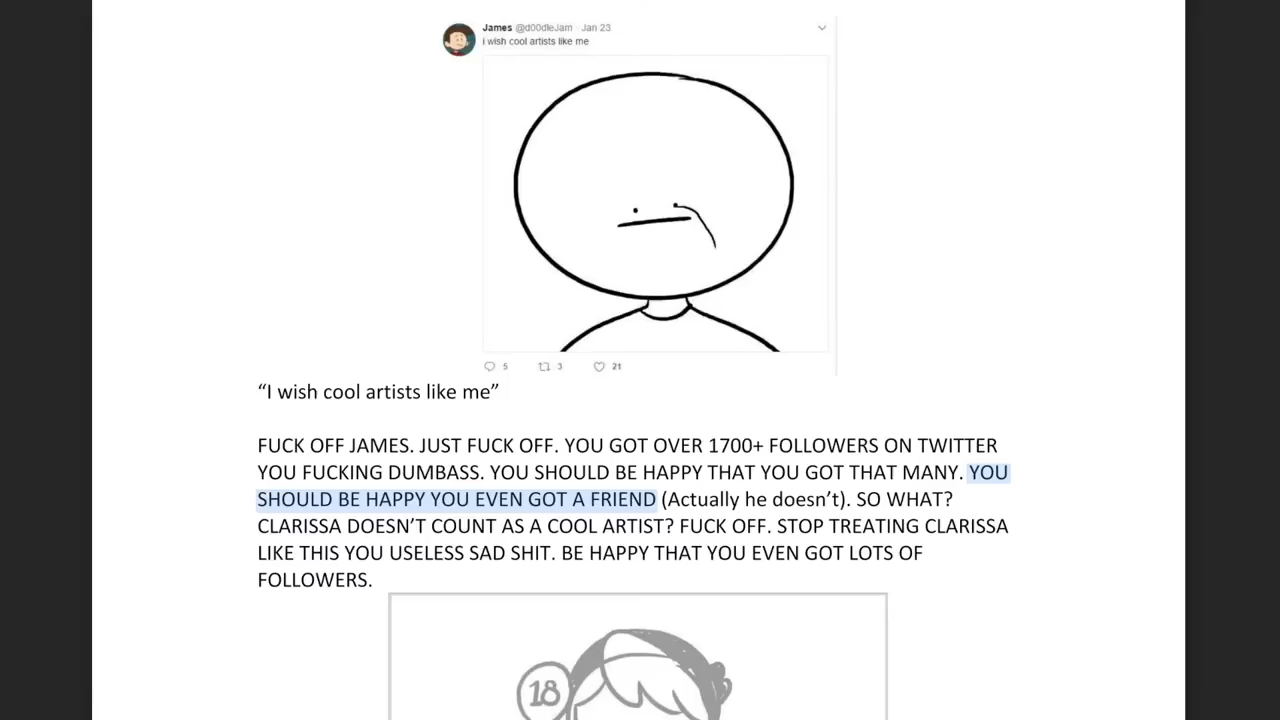 James @d00dleJam · Jan 23
i wish cool artists like me
5 3 21
“I wish cool artists like me”
FUCK OFF JAMES. JUST FUCK OFF. YOU GOT OVER 1700+ FOLLOWERS ON TWITTER
YOU FUCKING DUMBASS. YOU SHOULD BE HAPPY THAT YOU GOT THAT MANY. YOU
SHOULD BE HAPPY YOU EVEN GOT A FRIEND (Actually he doesn’t). SO WHAT?
CLARISSA DOESN’T COUNT AS A COOL ARTIST? FUCK OFF. STOP TREATING CLARISSA
LIKE THIS YOU USELESS SAD SHIT. BE HAPPY THAT YOU EVEN GOT LOTS OF
FOLLOWERS.
18